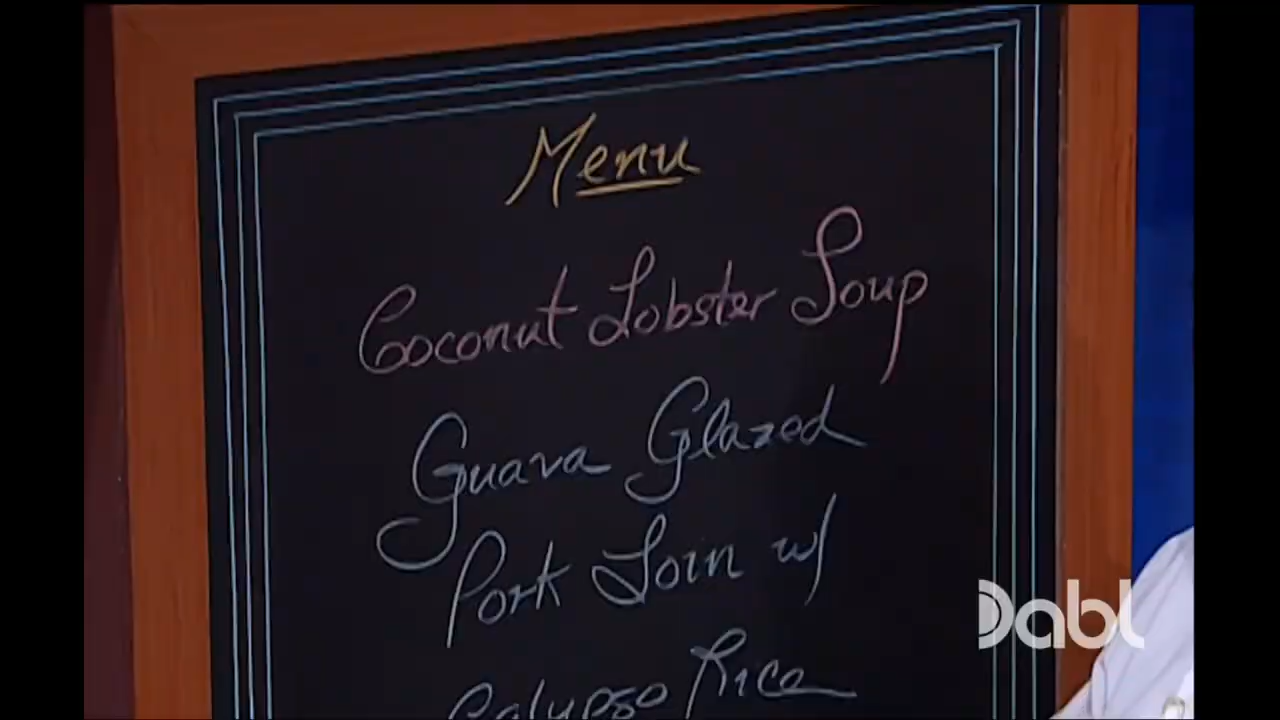 Menu
Coconut Lobster Soup
Guava Glazed
Pork Loin w/
Calypso Rice
Dabl